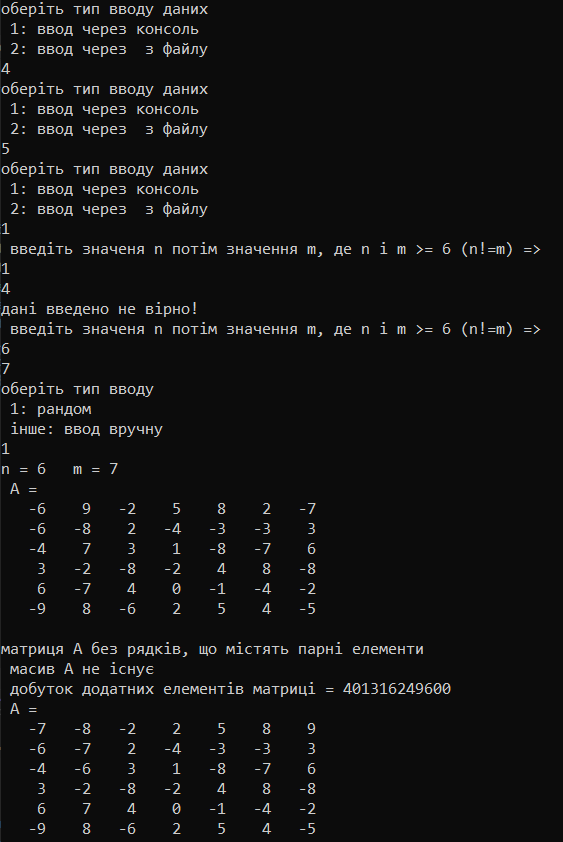 оберіть тип вводу даних
 1: ввод через консоль
 2: ввод через  з файлу
4
оберіть тип вводу даних
 1: ввод через консоль
 2: ввод через  з файлу
5
оберіть тип вводу даних
 1: ввод через консоль
 2: ввод через  з файлу
1
 введіть значеня n потім значення m, де n і m >= 6 (n!=m) =>
1
4
дані введено не вірно!
 введіть значеня n потім значення m, де n і m >= 6 (n!=m) =>
6
7
оберіть тип вводу
 1: рандом
 інше: ввод вручну
1
n = 6   m = 7
 A =
   -6    9   -2    5    8    2   -7
   -6   -8    2   -4   -3   -3    3
   -4    7    3    1   -8   -7    6
    3   -2   -8   -2    4    8   -8
    6   -7    4    0   -1   -4   -2
   -9    8   -6    2    5    4   -5
матриця A без рядків, що містять парні елементи
 масив A не існує
 добуток додатних елементів матриці = 401316249600
 A =
   -7   -8   -2    2    5    8    9
   -6   -7    2   -4   -3   -3    3
   -4   -6    3    1   -8   -7    6
    3   -2   -8   -2    4    8   -8
    6    7    4    0   -1   -4   -2
   -9    8   -6    2    5    4   -5